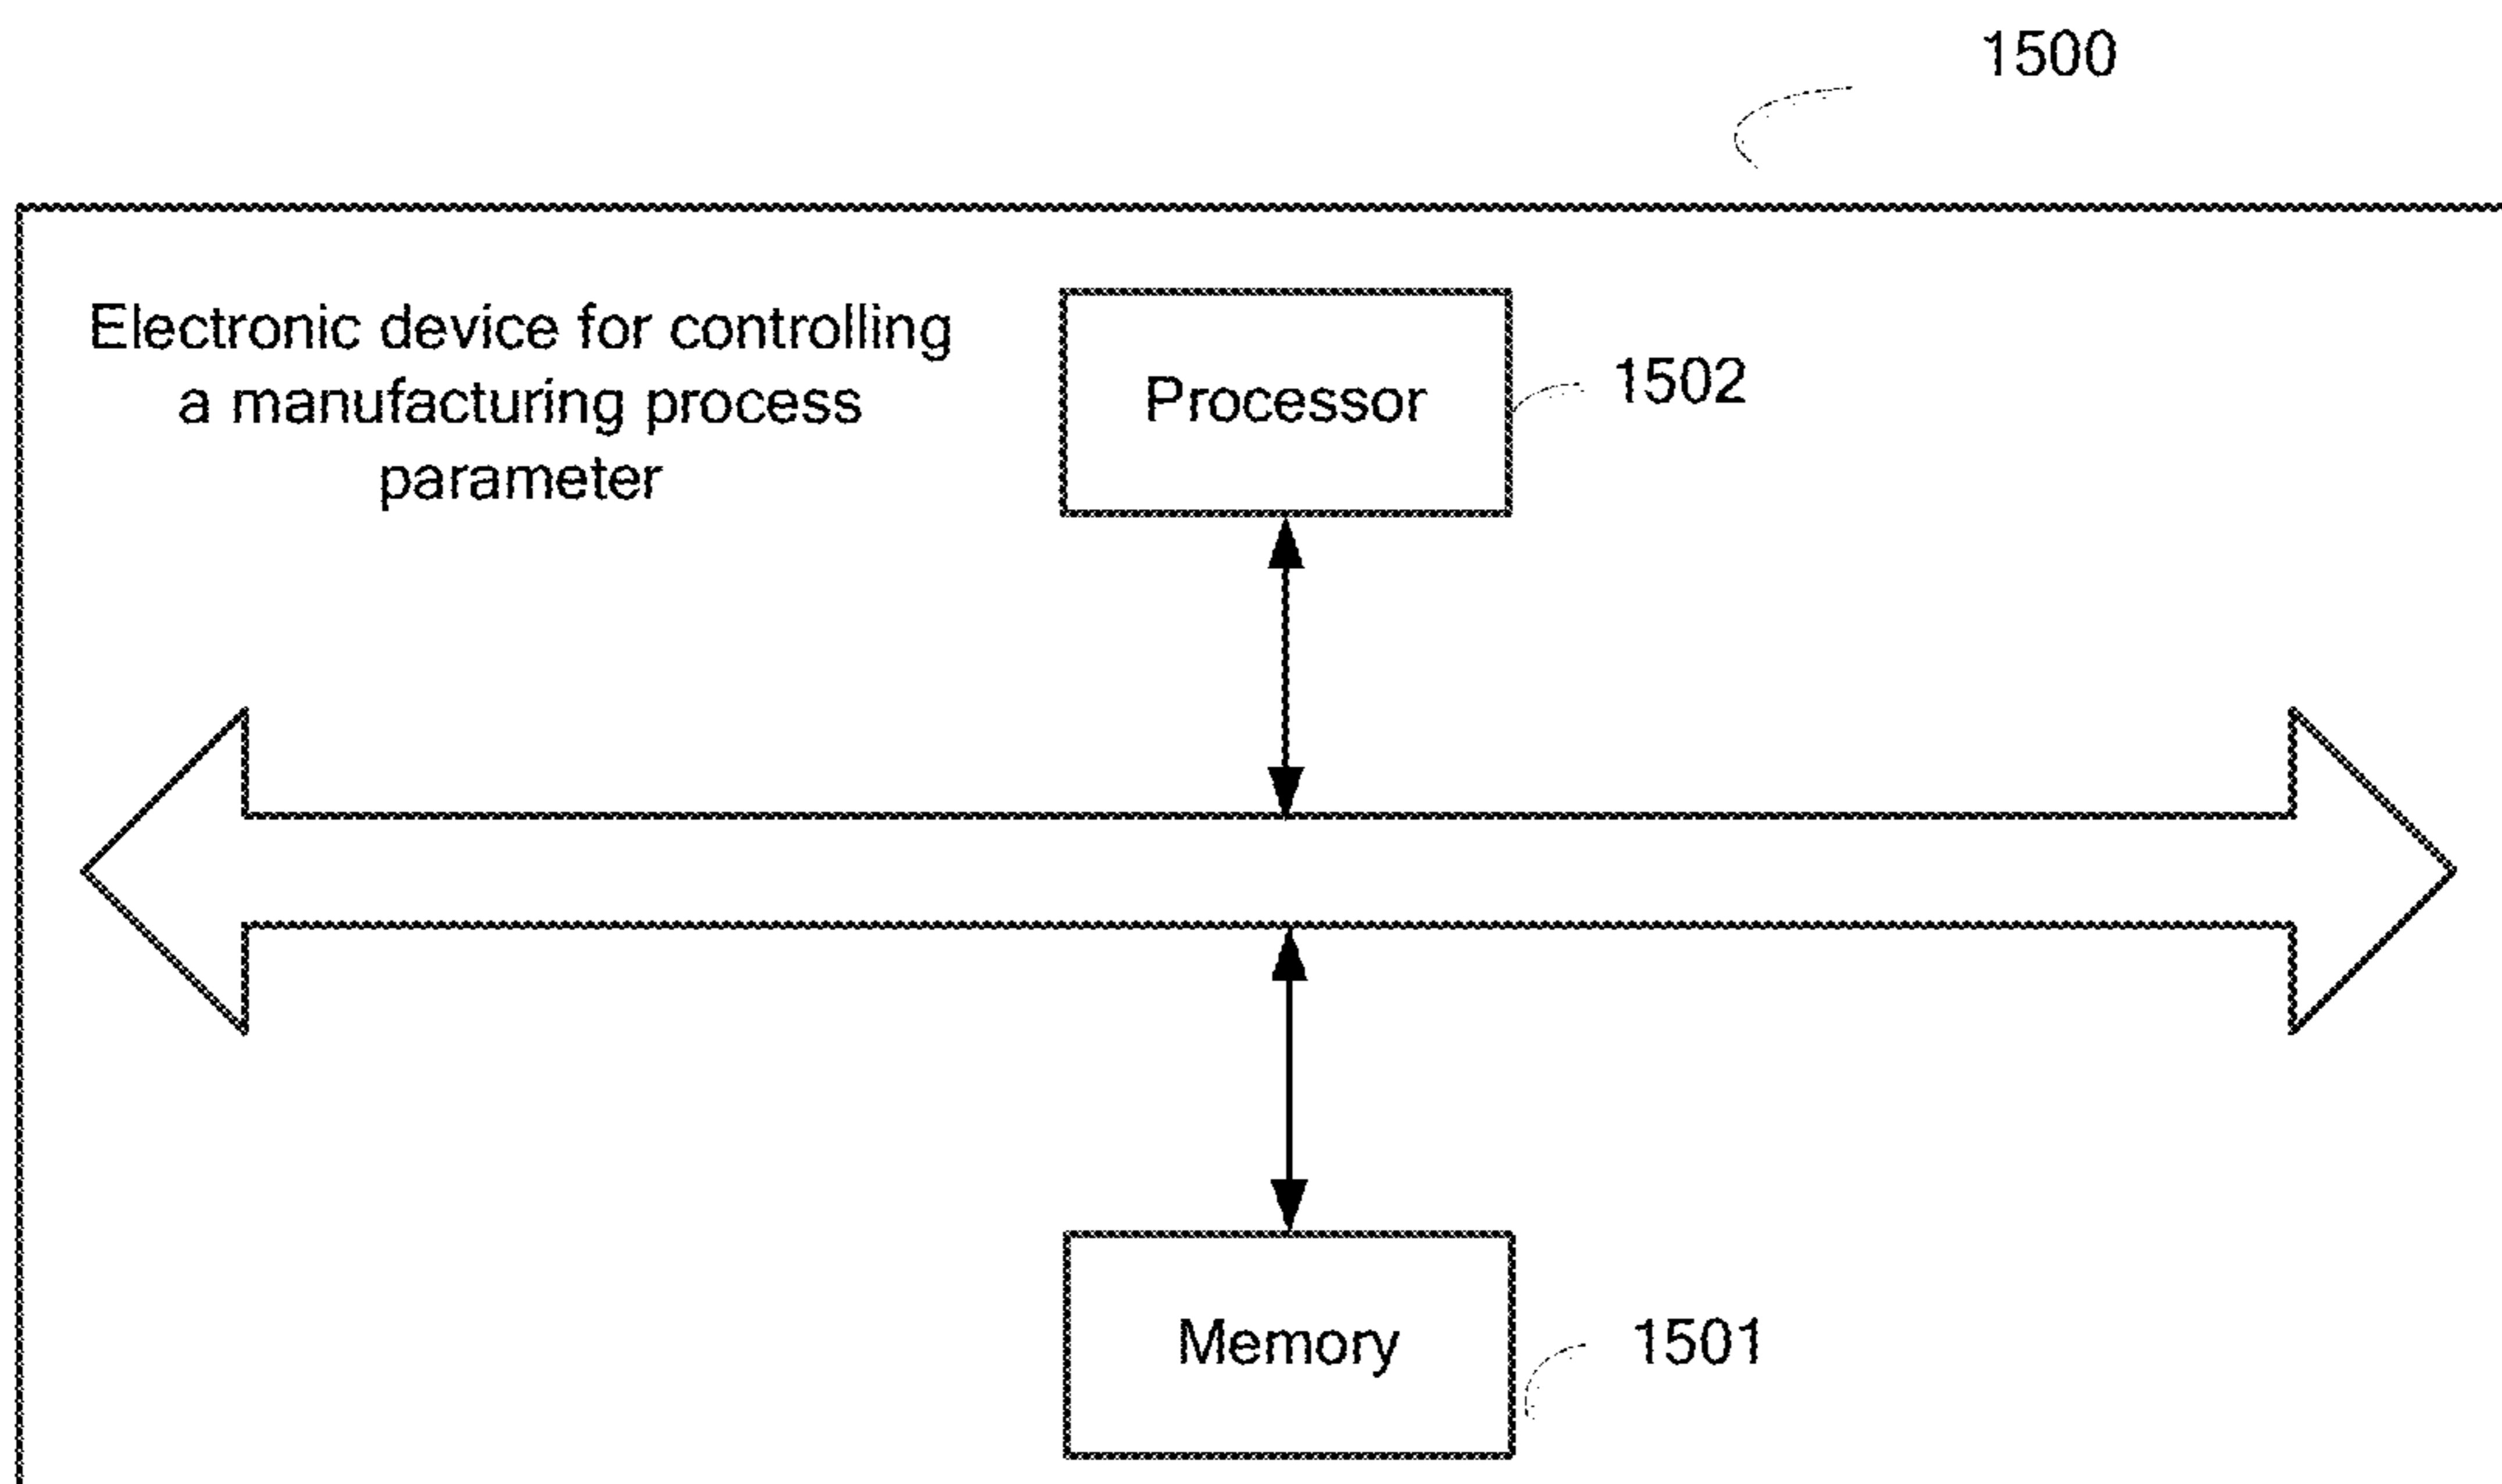 1500
Electronic device for controlling
a manufacturing process
parameter
Processor
1502
Memory
1501